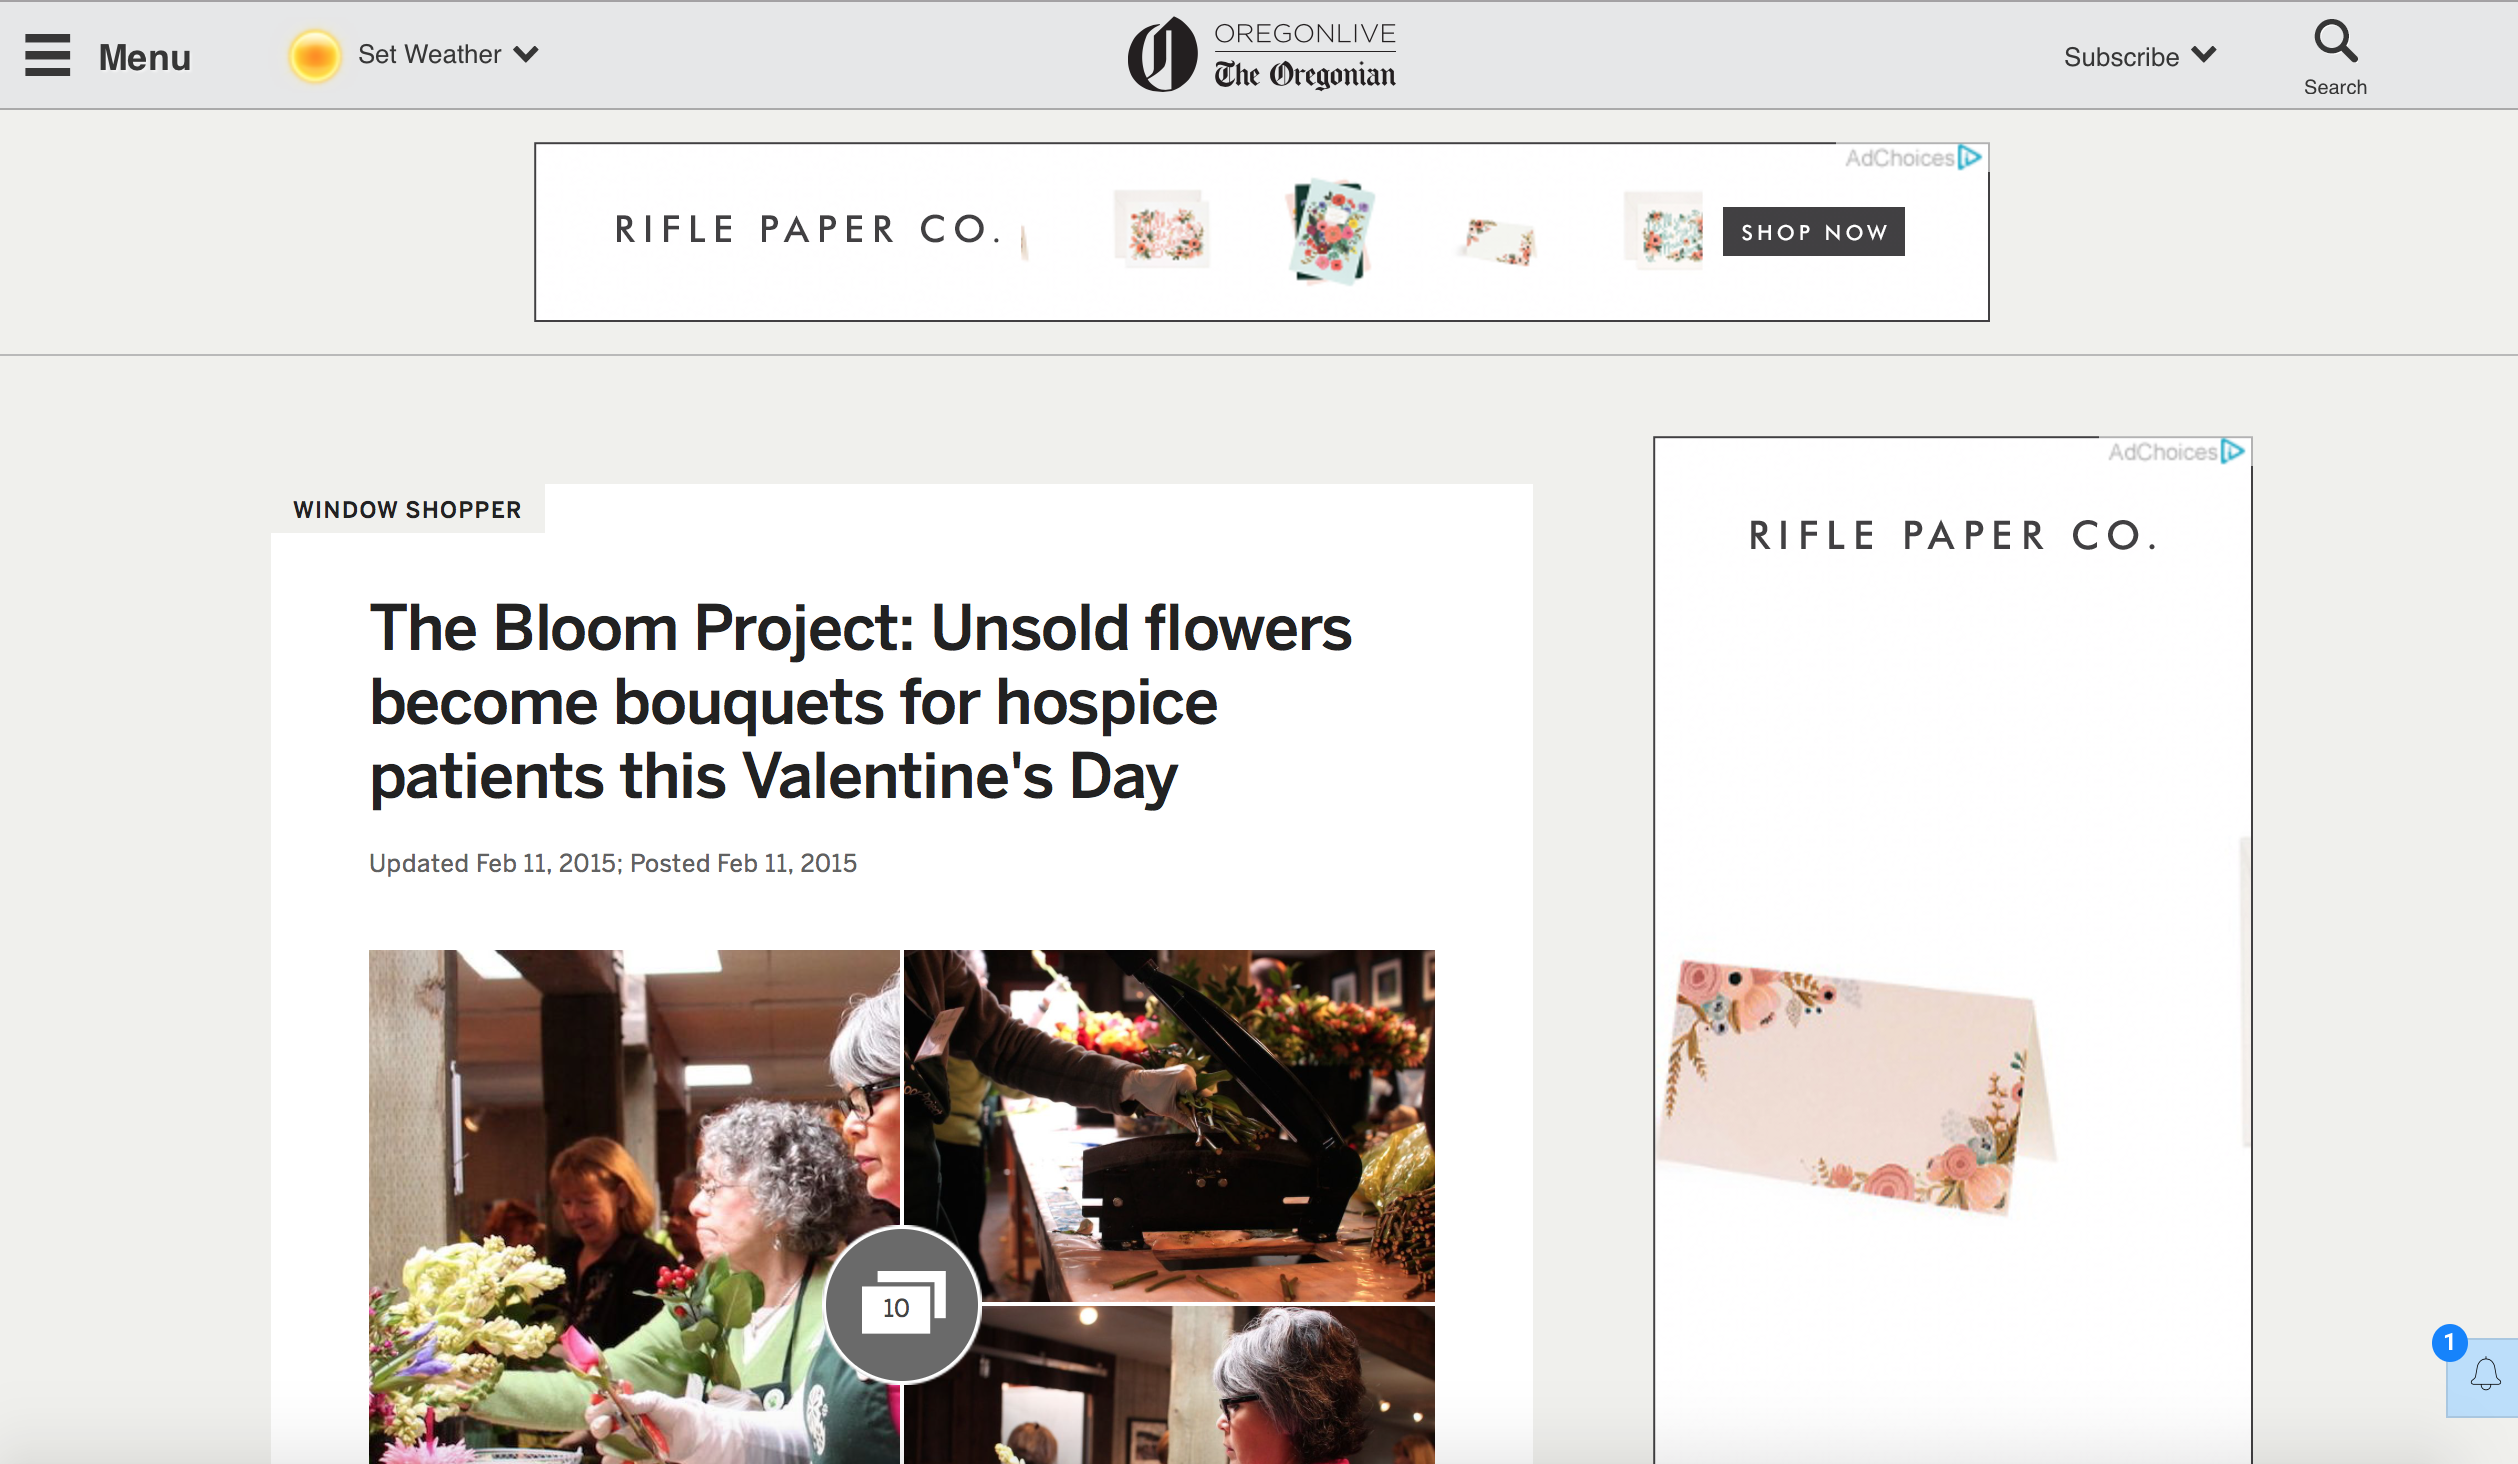 Menu
Set Weather
OREGONLIVE
The Oregonian
Subscribe
Search
AdChoices
RIFLE PAPER CO.
SHOP NOW
AdChoices
RIFLE PAPER CO.
WINDOW SHOPPER
The Bloom Project: Unsold flowers
become bouquets for hospice
patients this Valentine's Day
Updated Feb 11, 2015; Posted Feb 11, 2015
10
1